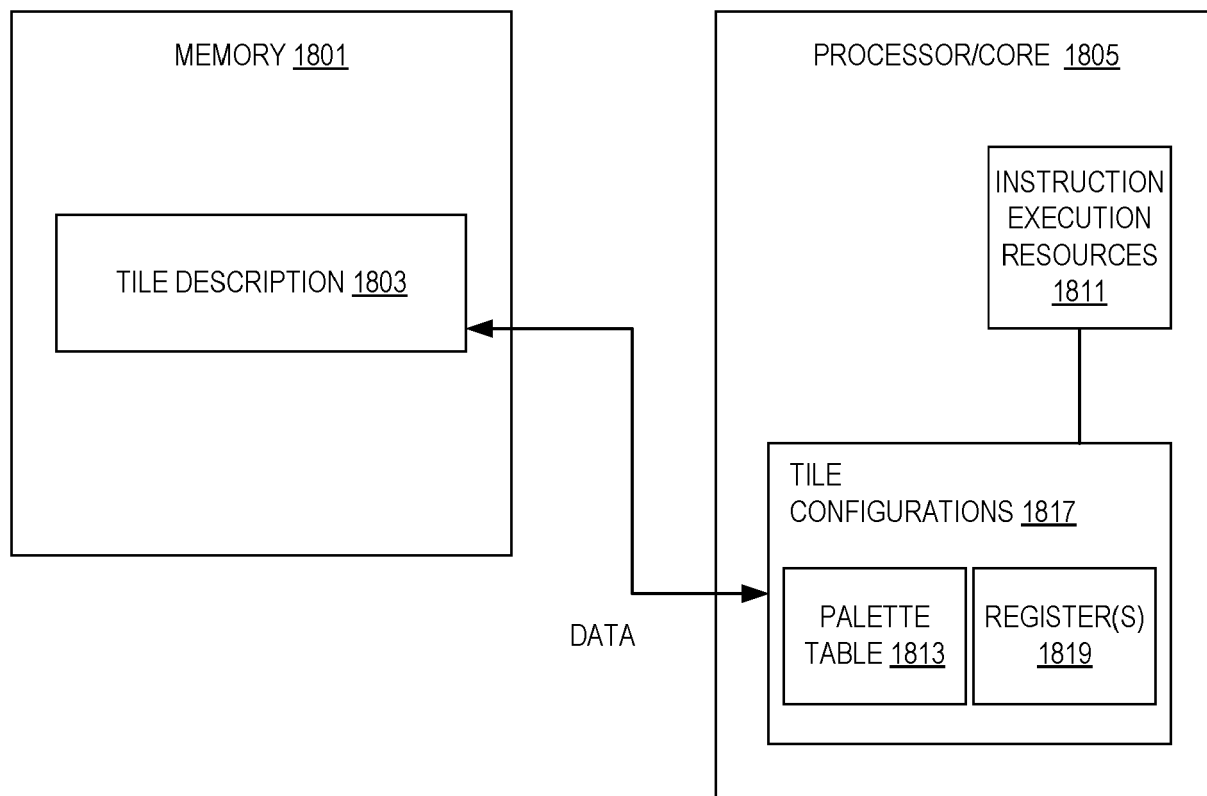 MEMORY 1801
TILE DESCRIPTION 1803
DATA
PROCESSOR/CORE 1805
INSTRUCTION
EXECUTION
RESOURCES
1811
TILE
CONFIGURATIONS 1817
PALETTE
TABLE 1813
REGISTER(S)
1819